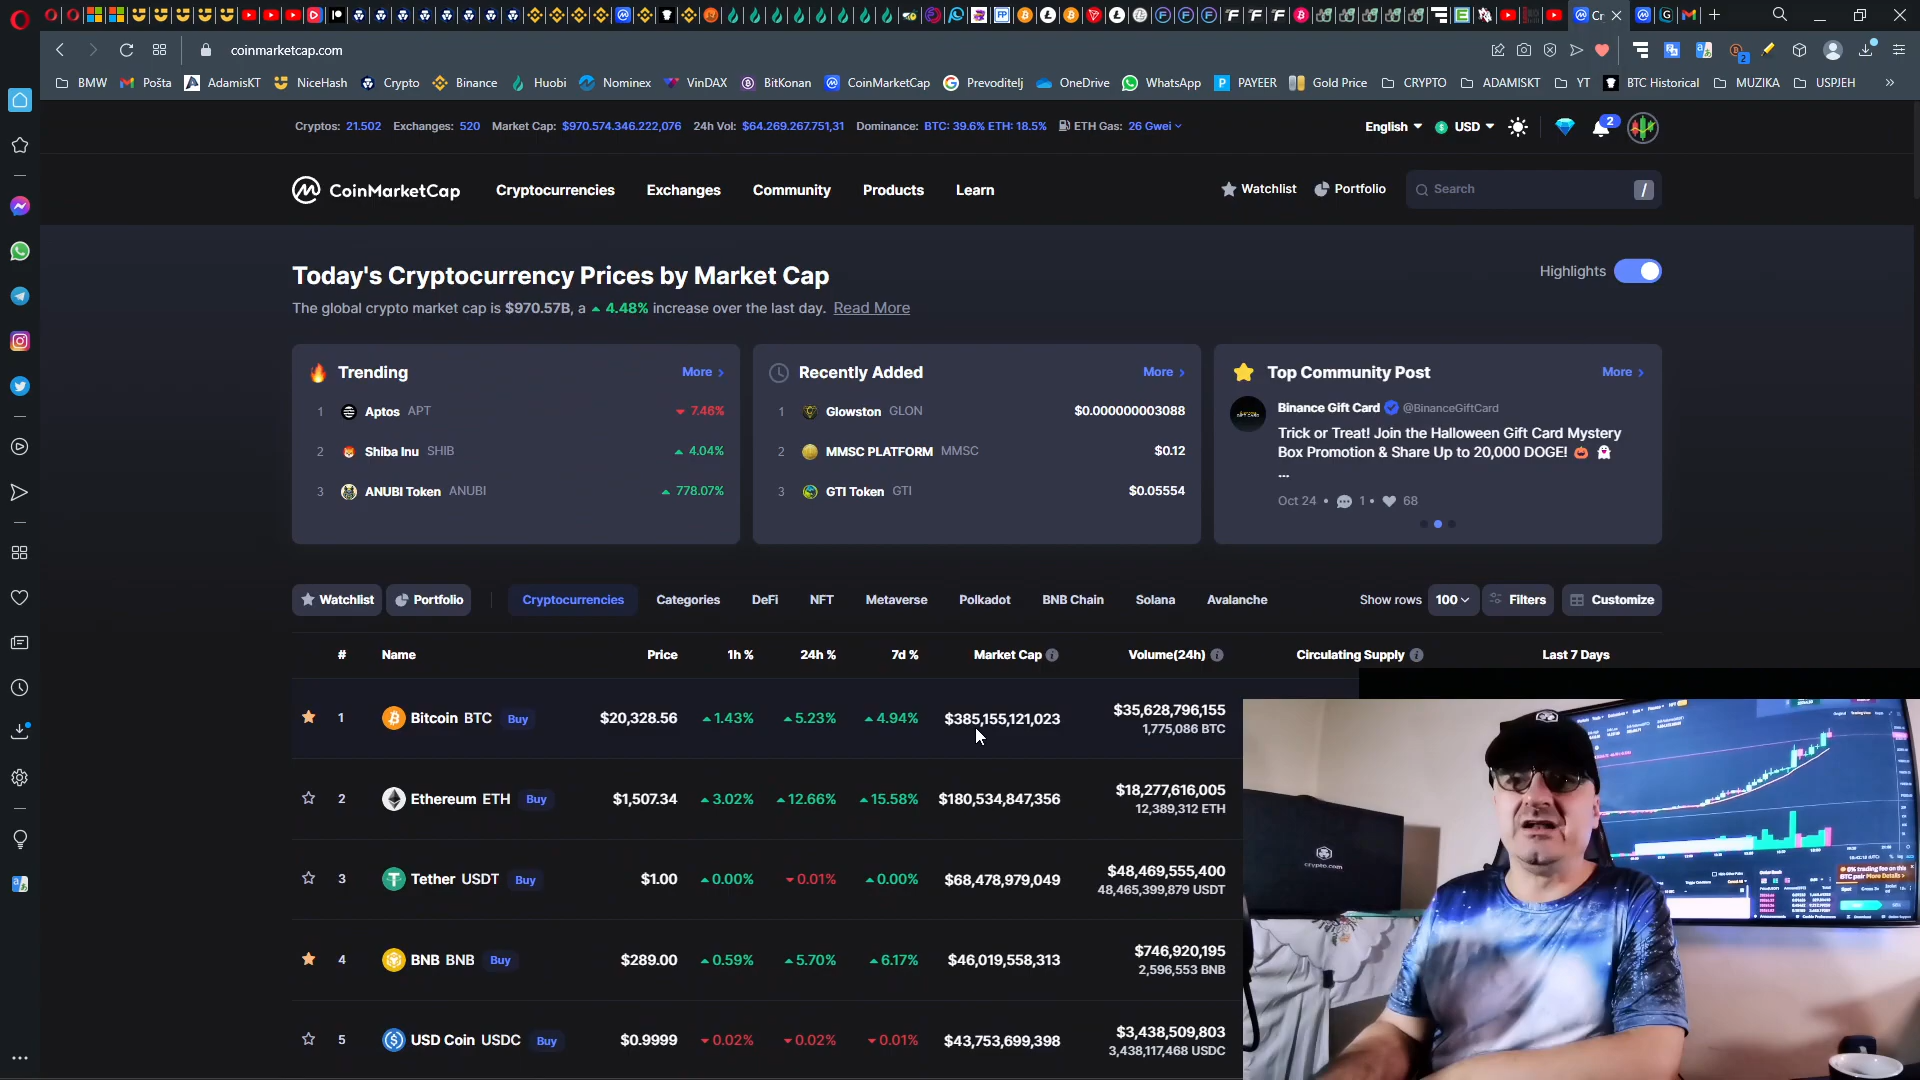 Cr
coinmarketcap.com
2
BMW Pošta AdamisKT NiceHash Crypto Binance Huobi Nominex VinDAX BitKonan CoinMarketCap Prevoditelj OneDrive WhatsApp PAYEER Gold Price CRYPTO ADAMISKT YT BTC Historical MUZIKA USPJEH
Cryptos: 21.502 Exchanges: 520 Market Cap: $970.574.346.222,076 24h Vol: $64.269.267.751,31 Dominance: BTC: 39.6% ETH: 18.5% ETH Gas: 26 Gwei
English USD 2
CoinMarketCap Cryptocurrencies Exchanges Community Products Learn Watchlist Portfolio Search /
Today's Cryptocurrency Prices by Market Cap
Highlights
The global crypto market cap is $970.57B, a 4.48% increase over the last day. Read More
Trending More
1 Aptos APT 7.46%
2 Shiba Inu SHIB 4.04%
3 ANUBI Token ANUBI 778.07%
Recently Added More
1 Glowston GLON $0.000000003088
2 MMSC PLATFORM MMSC $0.12
3 GTI Token GTI $0.05554
Top Community Post More
Binance Gift Card @BinanceGiftCard
Trick or Treat! Join the Halloween Gift Card Mystery
Box Promotion & Share Up to 20,000 DOGE!
...
Oct 24 • 1 • 68
Watchlist Portfolio Cryptocurrencies Categories DeFi NFT Metaverse Polkadot BNB Chain Solana Avalanche Show rows 100 Filters Customize
# Name Price 1h % 24h % 7d % Market Cap Volume(24h) Circulating Supply Last 7 Days
1 Bitcoin BTC Buy $20,328.56 1.43% 5.23% 4.94% $385,155,121,023 $35,628,796,155
1,775,086 BTC
2 Ethereum ETH Buy $1,507.34 3.02% 12.66% 15.58% $180,534,847,356 $18,277,616,005
12,389,312 ETH
3 Tether USDT Buy $1.00 0.00% 0.01% 0.00% $68,478,979,049 $48,469,555,400
48,465,399,879 USDT
4 BNB BNB Buy $289.00 0.59% 5.70% 6.17% $46,019,558,313 $746,920,195
2,596,553 BNB
5 USD Coin USDC Buy $0.9999 0.02% 0.02% 0.01% $43,753,699,398 $3,438,509,803
3,438,117,468 USDC
crypto.com
0% trading fee on this
BTC pair More Details